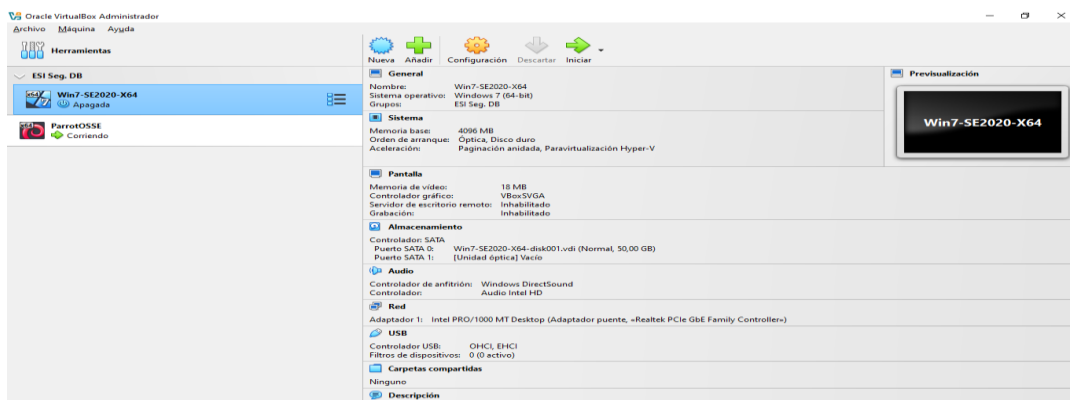 Oracle VirtualBox Administrador
Archivo Máquina Ayuda
Herramientas
Nueva Añadir Configuración Descartar Iniciar
ESI Seg. DB
Win7-SE2020-X64
Apagada
ParrotOSSE
Corriendo
General
Nombre: Win7-SE2020-X64
Sistema operativo: Windows 7 (64-bit)
Grupos: ESI Seg. DB
Sistema
Memoria base: 4096 MB
Orden de arranque: Óptica, Disco duro
Aceleración: Paginación anidada, Paravirtualización Hyper-V
Previsualización
Win7-SE2020-X64
Pantalla
Memoria de vídeo: 18 MB
Controlador gráfico: VBoxSVGA
Servidor de escritorio remoto: Inhabilitado
Grabación: Inhabilitado
Almacenamiento
Controlador: SATA
Puerto SATA 0: Win7-SE2020-X64-disk001.vdi (Normal, 50,00 GB)
Puerto SATA 1: [Unidad óptica] Vacío
Audio
Controlador de anfitrión: Windows DirectSound
Controlador: Audio Intel HD
Red
Adaptador 1: Intel PRO/1000 MT Desktop (Adaptador puente, «Realtek PCIe GbE Family Controller»)
USB
Controlador USB: OHCI, EHCI
Filtros de dispositivos: 0 (0 activo)
Carpetas compartidas
Ninguno
Descripción